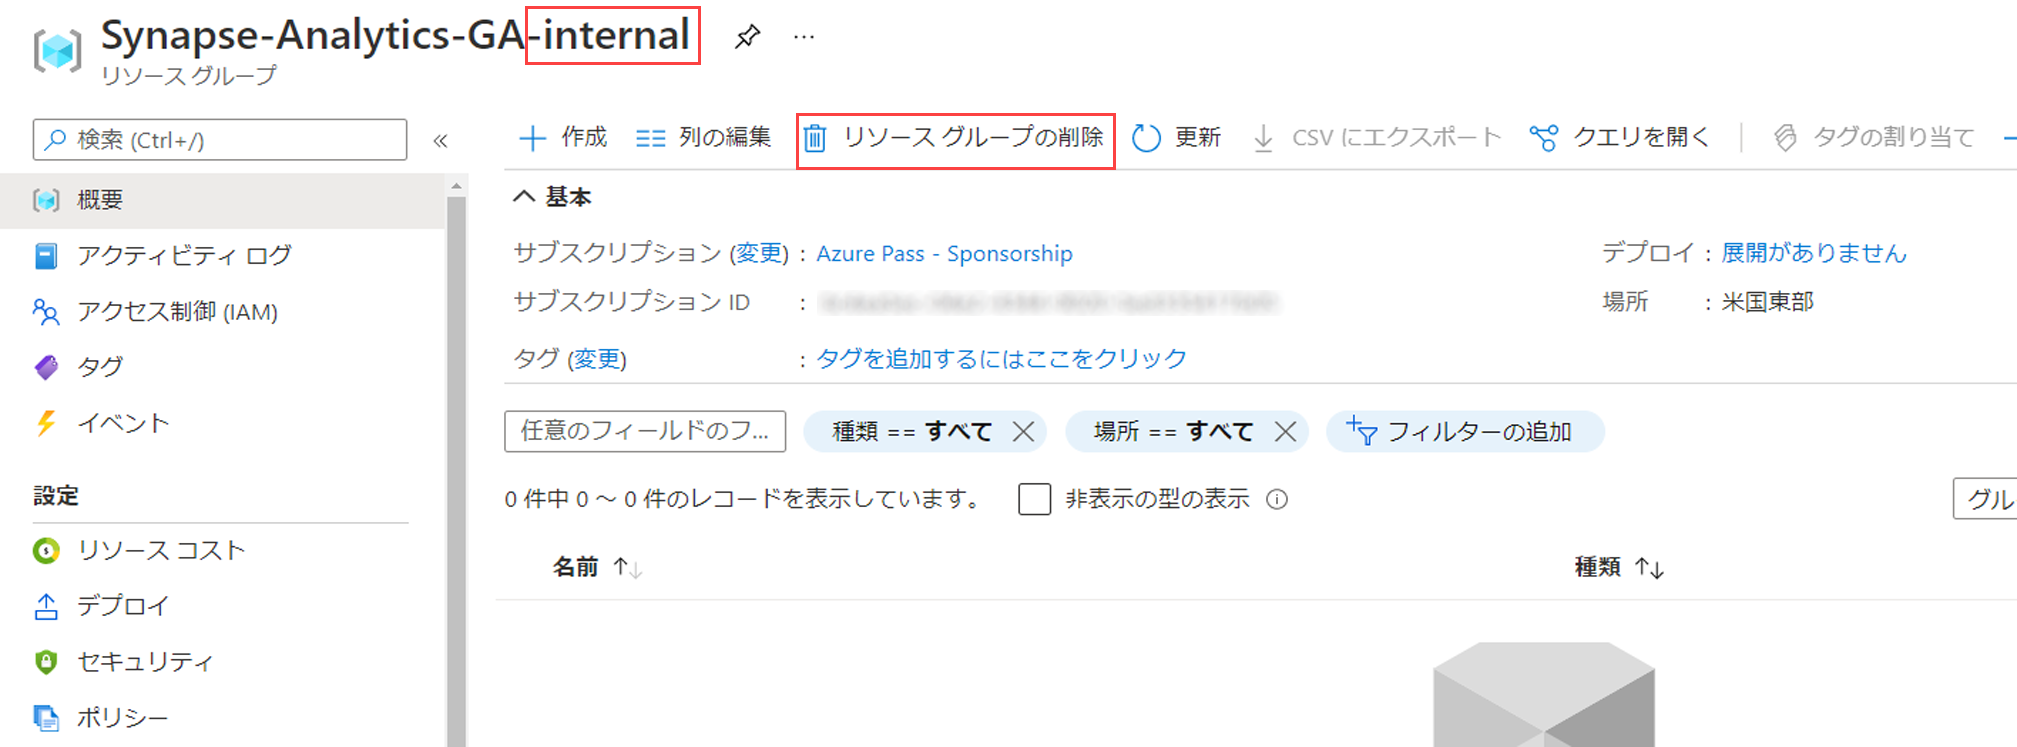 Synapse-Analytics-GA-internal
リソース グループ
検索 (Ctrl+/)
作成 列の編集 リソース グループの削除 更新 CSV にエクスポート クエリを開く タグの割り当て
概要
アクティビティ ログ
アクセス制御 (IAM)
タグ
イベント
設定
リソース コスト
デプロイ
セキュリティ
ポリシー
基本
サブスクリプション (変更) : Azure Pass - Sponsorship
サブスクリプション ID :
タグ (変更) : タグを追加するにはここをクリック
デプロイ : 展開がありません
場所 : 米国東部
任意のフィールドのフ... 種類 == すべて 場所 == すべて フィルターの追加
0 件中 0 ～ 0 件のレコードを表示しています。 非表示の型の表示 グル
名前 種類